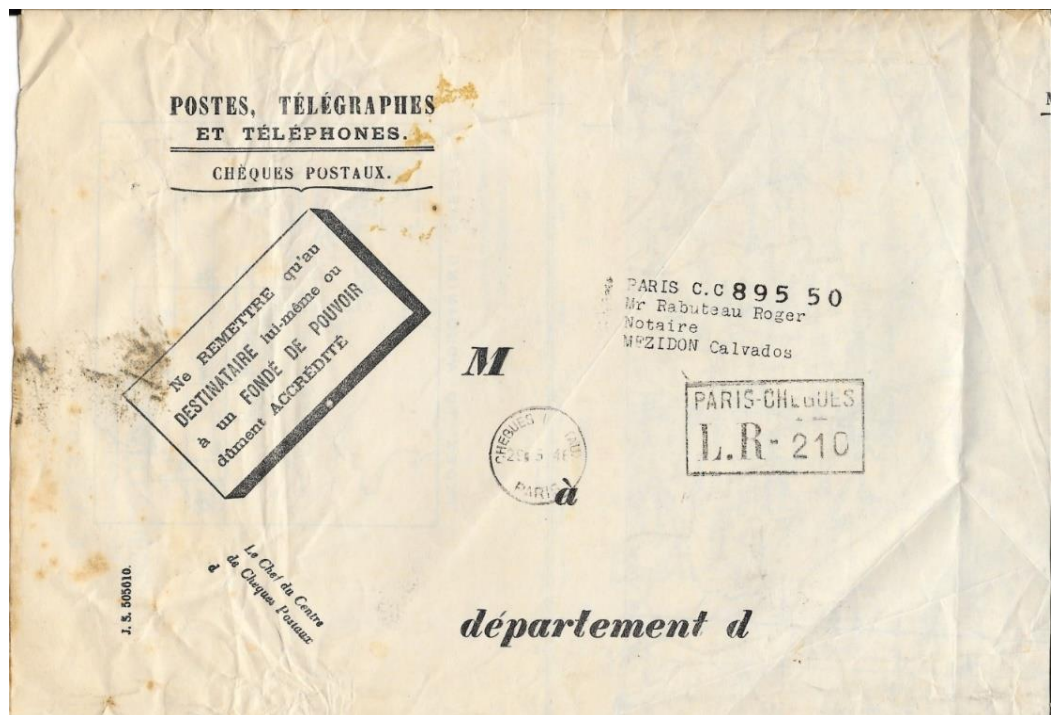 POSTES, TÉLÉGRAPHES
ET TÉLÉPHONES.
CHÈQUES POSTAUX.
Ne REMETTRE qu'au
DESTINATAIRE lui-même ou
à un FONDÉ DE POUVOIR
dûment ACCRÉDITÉ
PARIS C.C 895 50
Mr Rabuteau Roger
Notaire
MEZIDON Calvados
M
PARIS-CHEQUES
L.R- 210
CHEQUES
PARIS
à
Le Chef du Centre
de Chèques Postaux
d
J. S. 505610.
département d